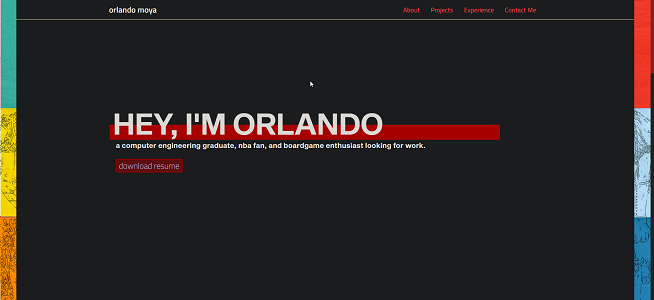 orlando moya
About Projects Experience Contact Me
HEY, I'M ORLANDO
a computer engineering graduate, nba fan, and boardgame enthusiast looking for work.
download resume